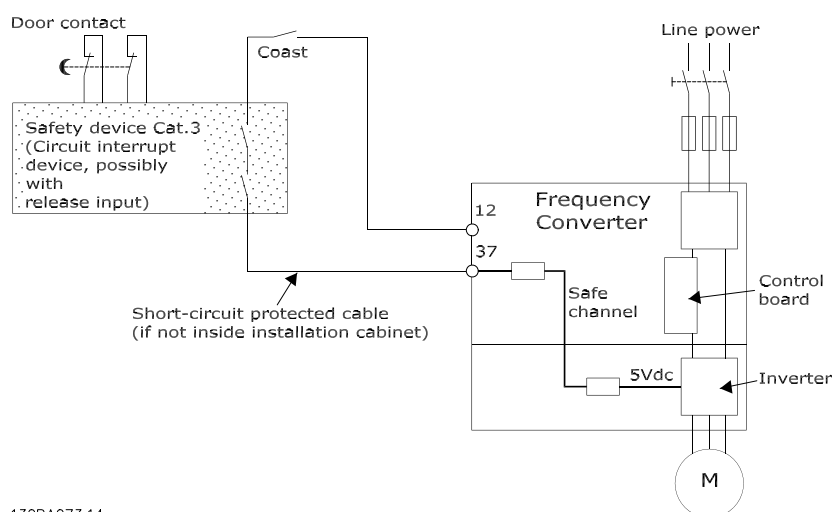 Door contact
Line power
Coast
Safety device Cat.3
(Circuit interrupt
device, possibly
with
release input)
Frequency
Converter
12
37
Safe
channel
Control
board
Short-circuit protected cable
(if not inside installation cabinet)
5Vdc
Inverter
M